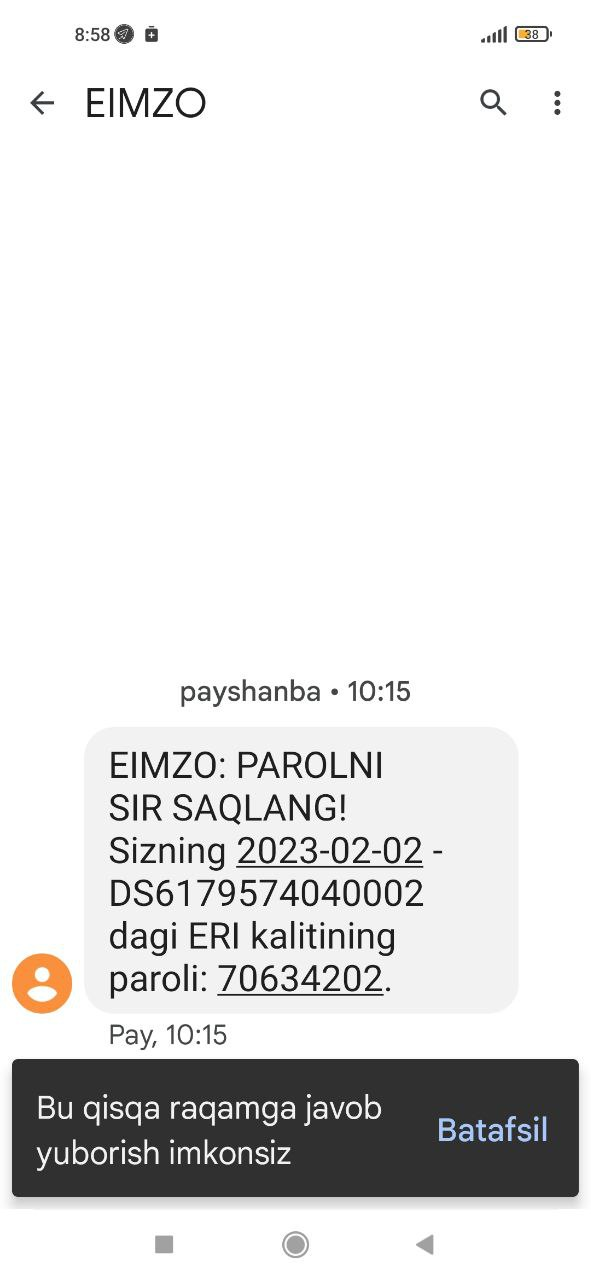 8:58
38
EIMZO
payshanba • 10:15
EIMZO: PAROLNI
SIR SAQLANG!
Sizning 2023-02-02 -
DS6179574040002
dagi ERI kalitining
paroli: 70634202.
Pay, 10:15
Bu qisqa raqamga javob
yuborish imkonsiz
Batafsil